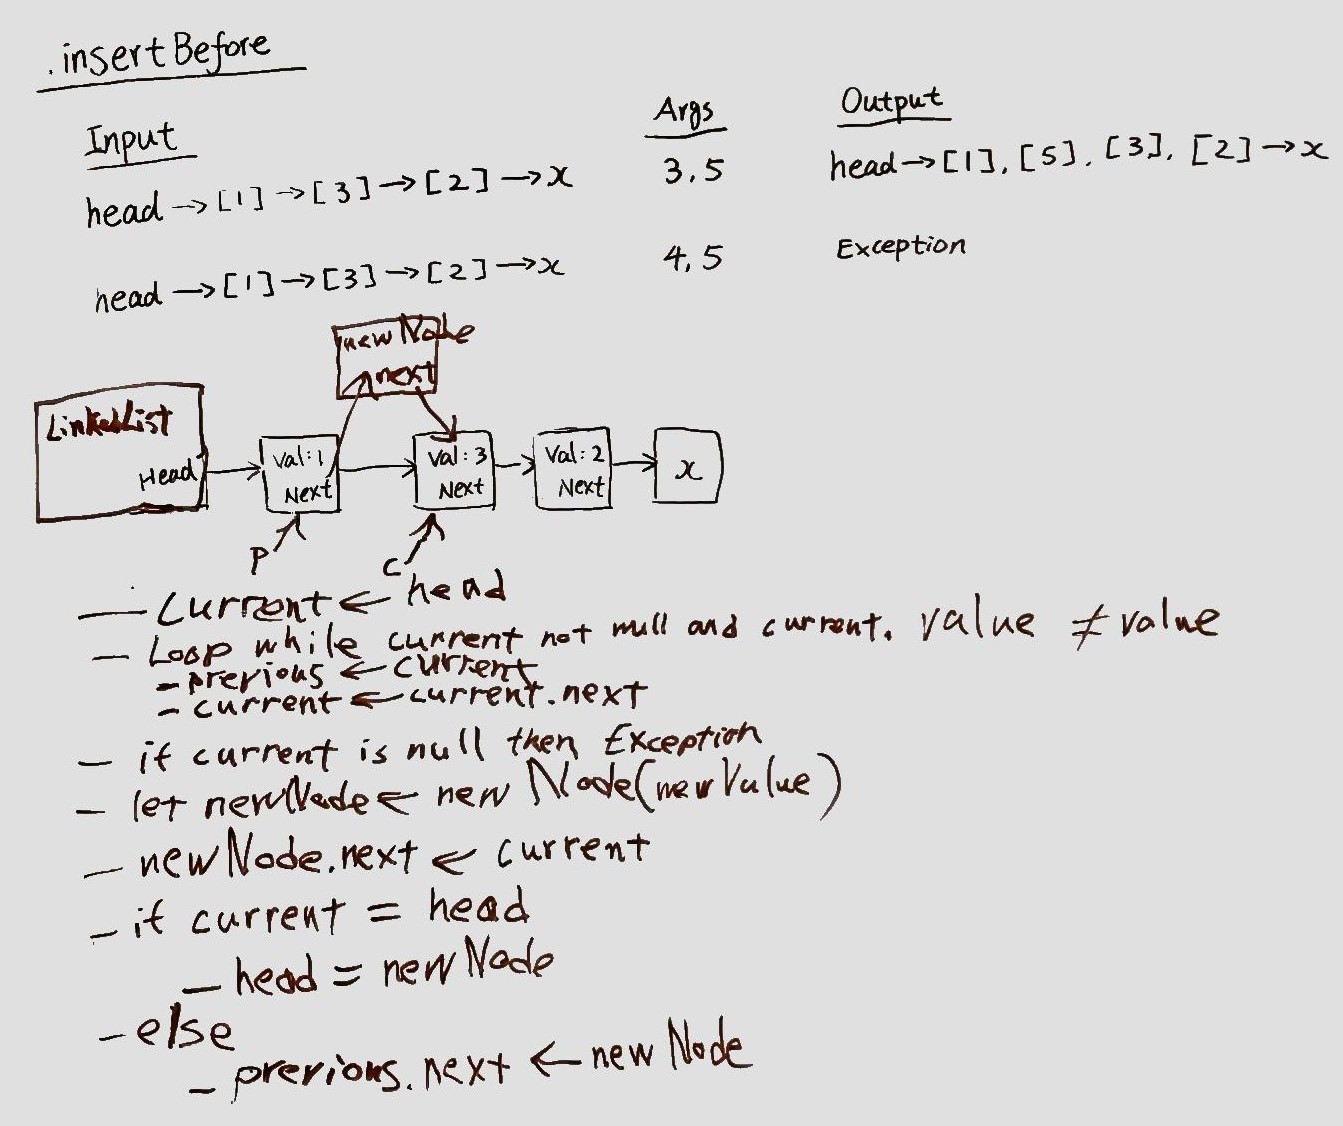 .insertBefore
Input Args Output
head→[1]→[3]→[2]→x 3,5 head→[1], [5], [3], [2]→x
head→[1]→[3]→[2]→x 4,5 Exception
newNode
next
LinkedList
Head
Val:1
Next
Val:3
Next
Val:2
Next
x
P
C
— Current ← head
— Loop while current not null and current. value ≠ value
- previous ← current
- current ← current.next
— if current is null then Exception
- let newNode ← new Node(newValue)
— newNode.next ← current
- if current = head
— head = newNode
- else
- previous.next ← new Node